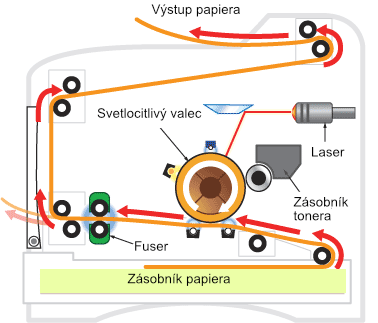 Výstup papiera
Svetlocitlivý valec
Laser
Zásobník
tonera
Fuser
Zásobník papiera